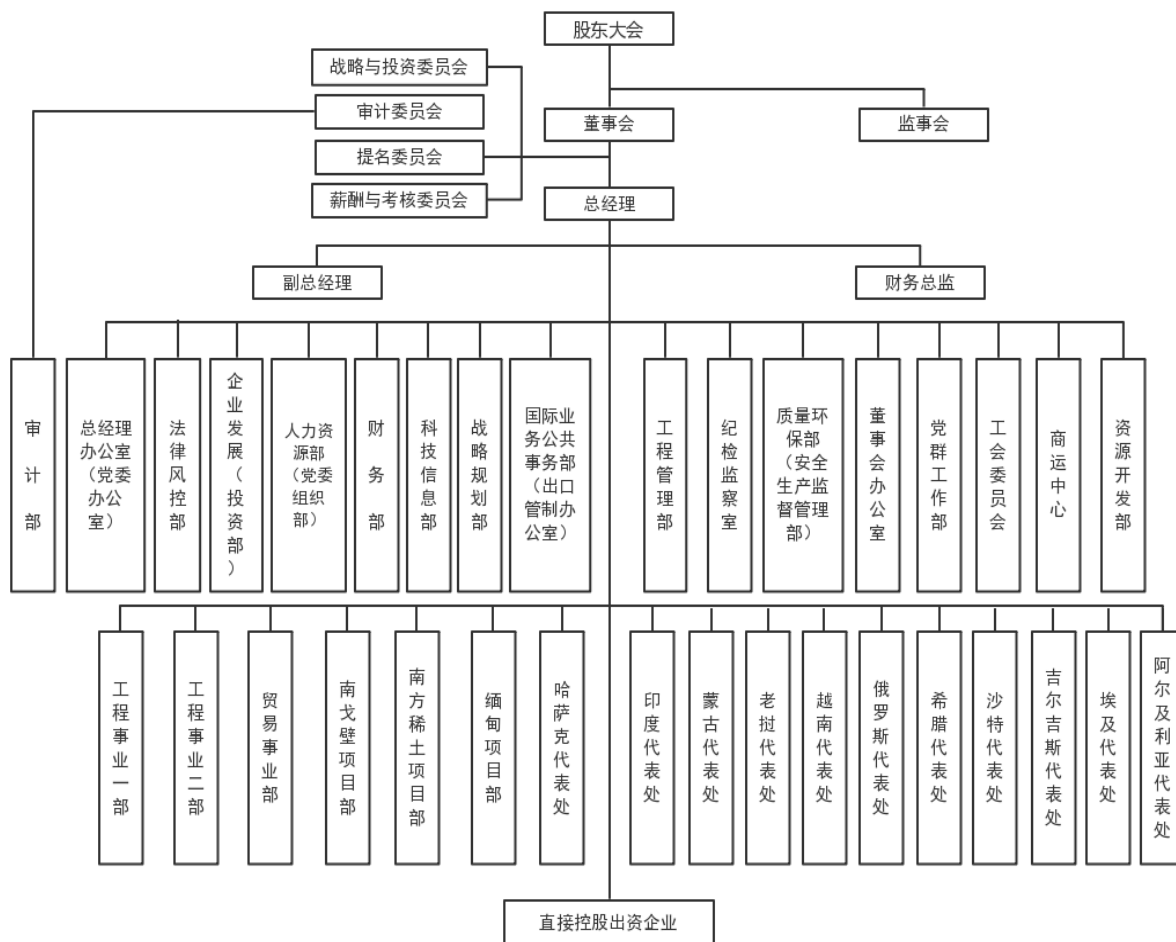 股东大会
战略与投资委员会
审计委员会
董事会
监事会
提名委员会
薪酬与考核委员会
总经理
副总经理
财务总监
审计部
总经理
办公室
（党委
办公
室）
法律风控部
企业发展（投资部）
人力资
源部
（党委
组织
部）
财务部
科技信息部
战略规划部
国际业
务公共
事务部
（出口
管制办
公室）
工程管理部
纪检监察室
质量环
保部
（安全
生产监
督管理
部）
董事会办公室
党群工作部
工会委员会
商运中心
资源开发部
工程事业一部
工程事业二部
贸易事业部
南戈壁项目部
南方稀土项目部
缅甸项目部
哈萨克代表处
印度代表处
蒙古代表处
老挝代表处
越南代表处
俄罗斯代表处
希腊代表处
沙特代表处
吉尔吉斯代表处
埃及代表处
阿尔及利亚代表处
直接控股出资企业